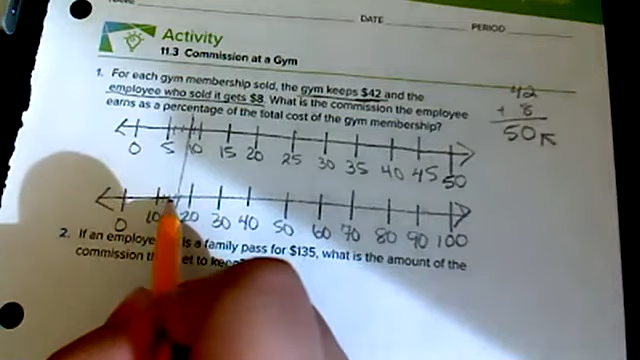 DATE PERIOD
Activity
11.3 Commission at a Gym
1. For each gym membership sold, the gym keeps $42 and the
employee who sold it gets $8. What is the commission the employee
earns as a percentage of the total cost of the gym membership?
42
+ 8
50
0 5 10 15 20 25 30 35 40 45 50
0 10 20 30 40 50 60 70 80 90 100
2. If an employe s a family pass for $135, what is the amount of the
commission th et to keep?